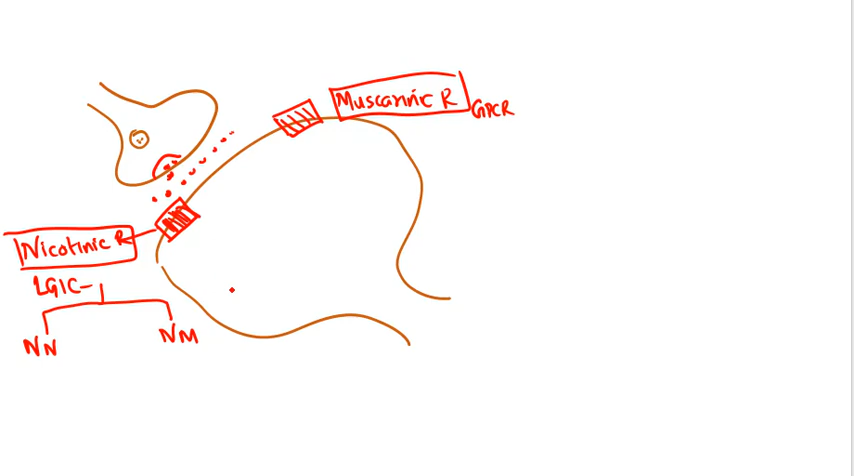 Muscarinic R
GPCR
Nicotinic R
LGIC-
NN
NM